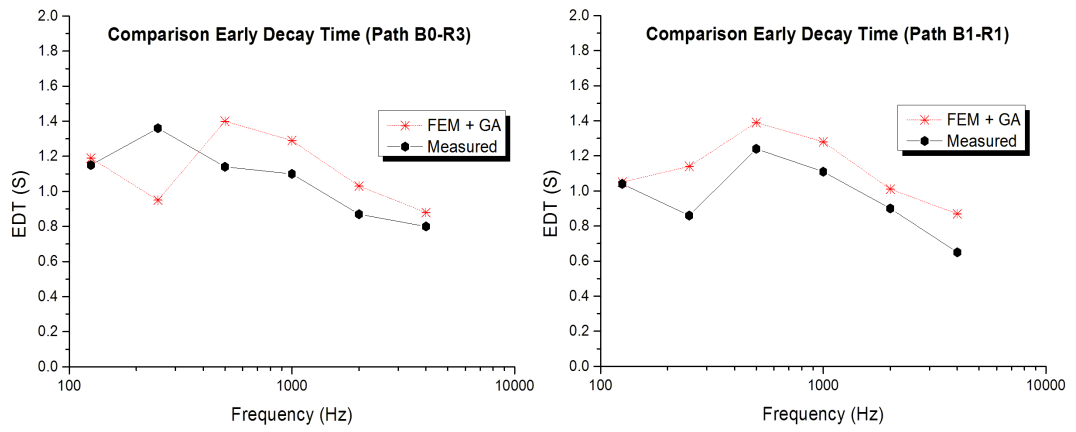 Comparison Early Decay Time (Path B0-R3)
2.0
1.8
1.6
1.4
1.2
1.0
0.8
0.6
0.4
0.2
0.0
EDT (S)
FEM + GA
Measured
100
1000
10000
Frequency (Hz)
Comparison Early Decay Time (Path B1-R1)
2.0
1.8
1.6
1.4
1.2
1.0
0.8
0.6
0.4
0.2
0.0
EDT (S)
FEM + GA
Measured
100
1000
10000
Frequency (Hz)